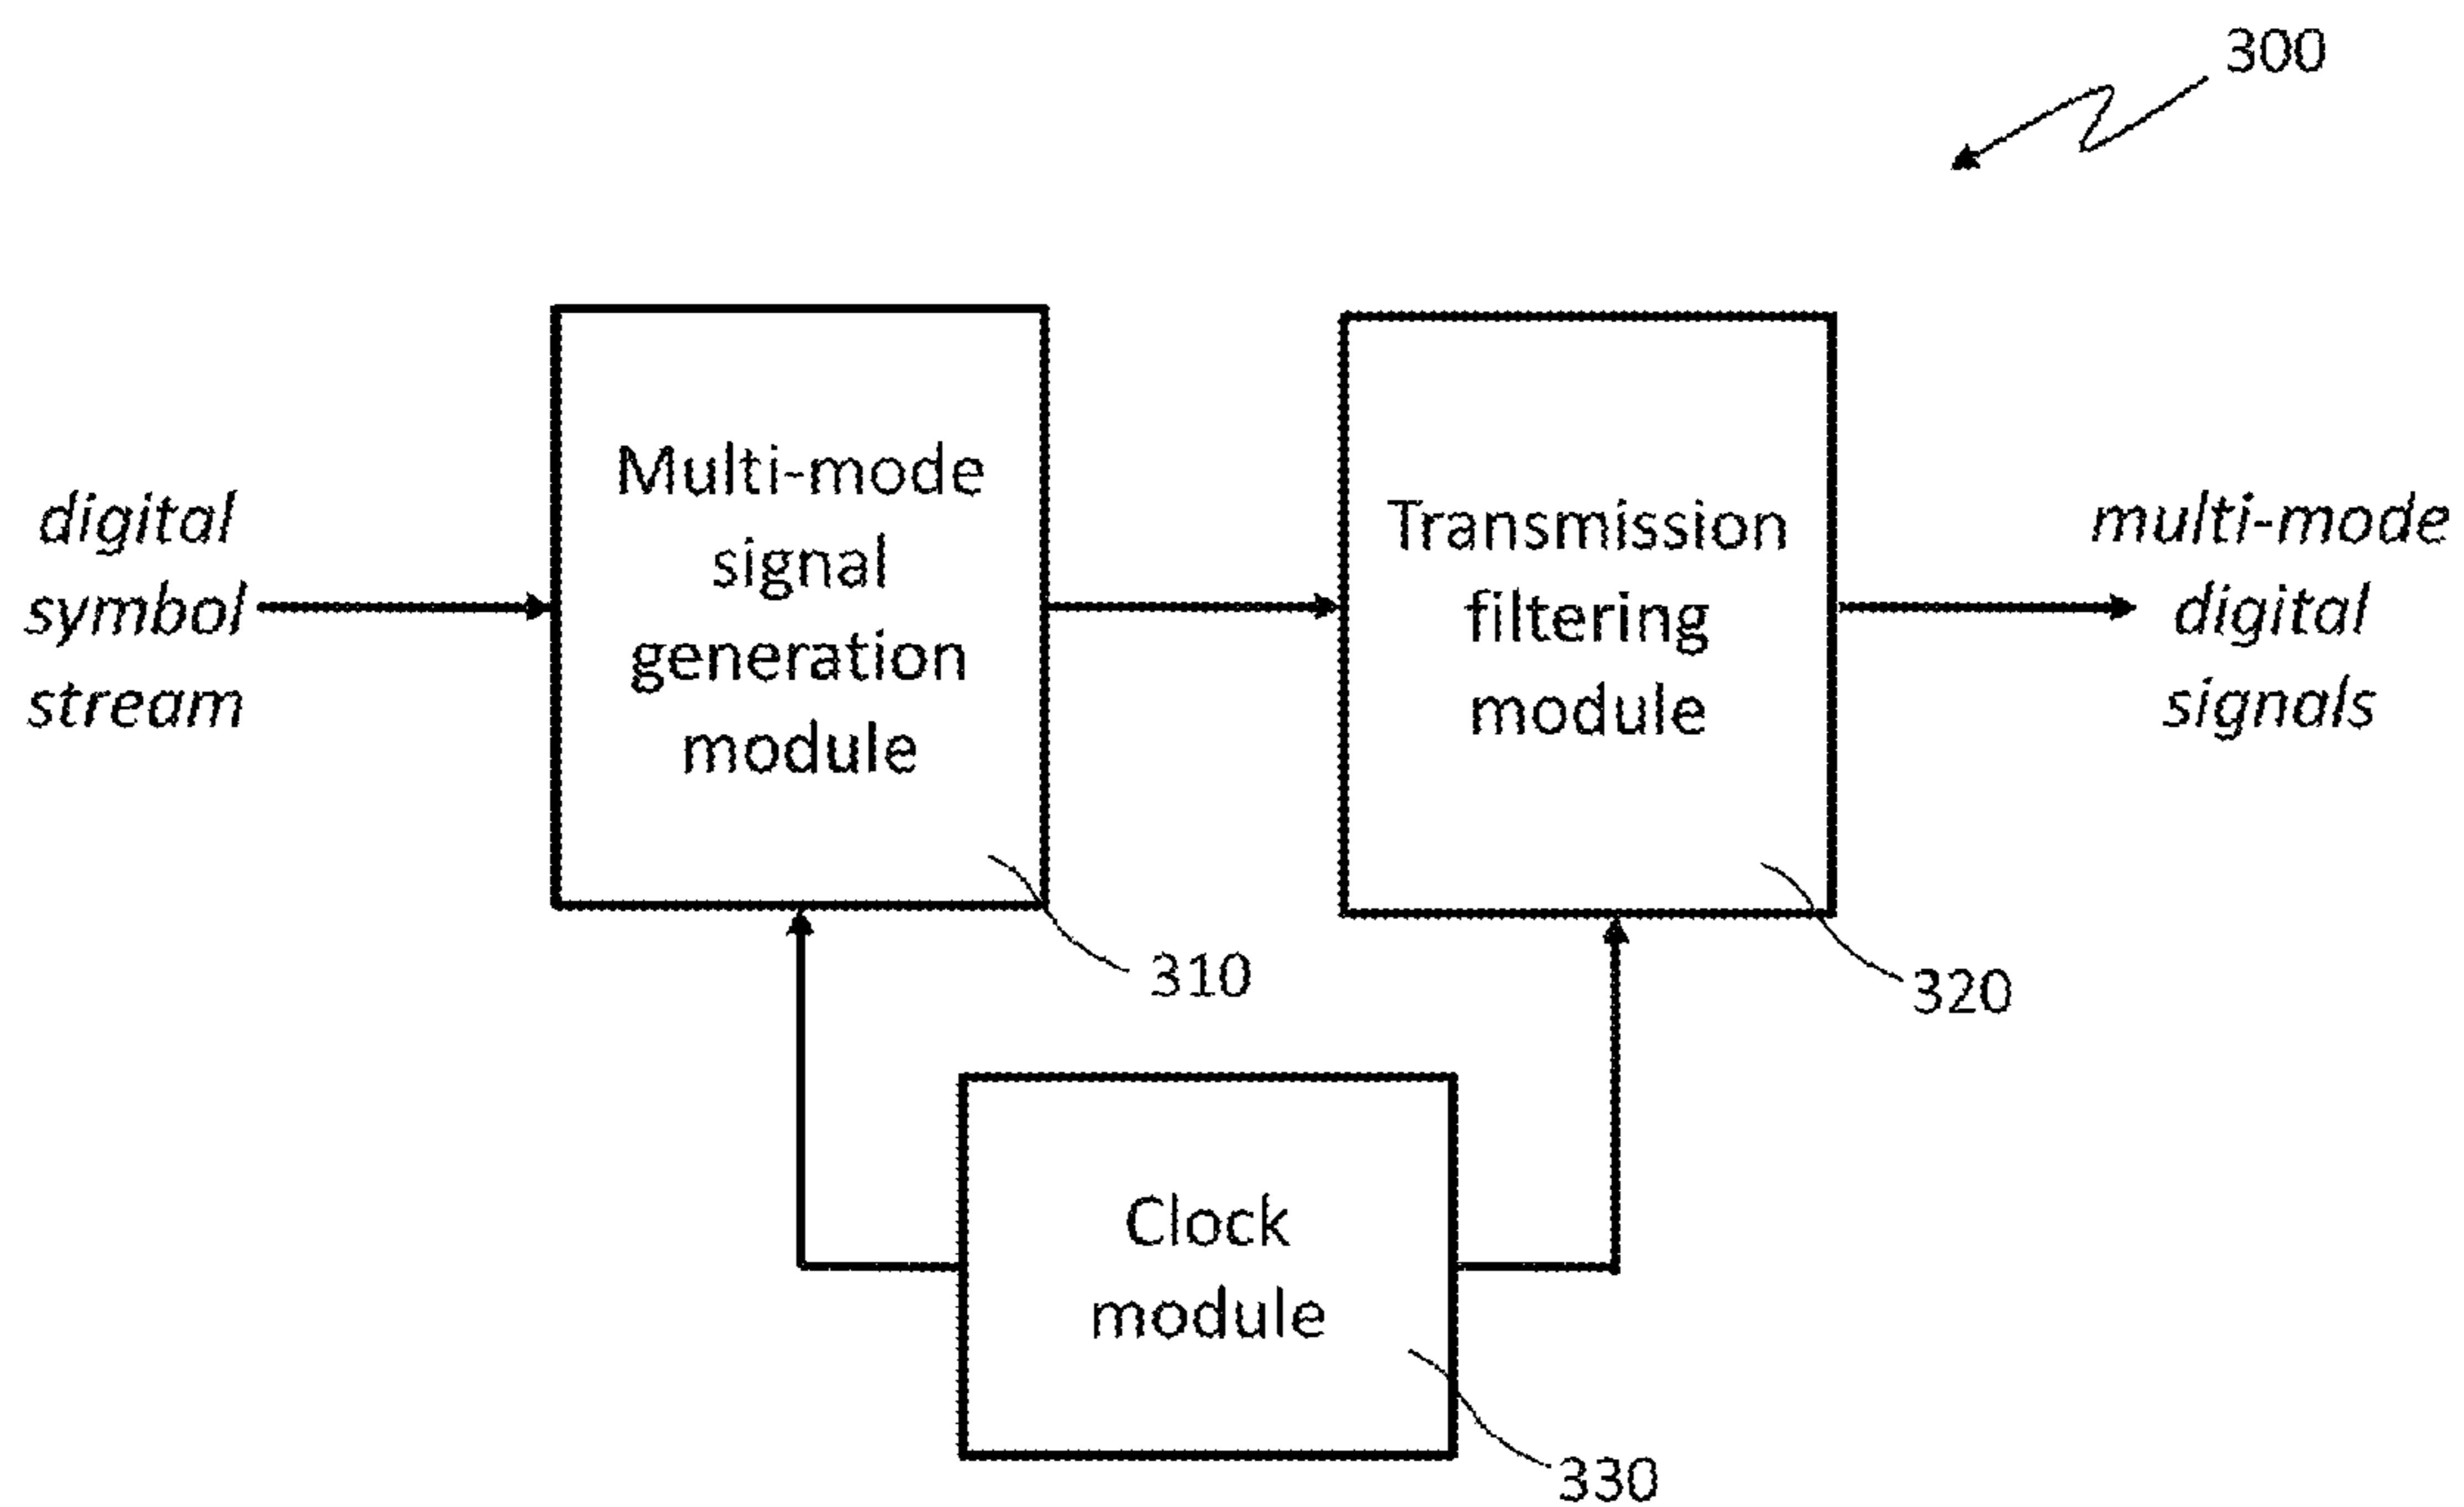 300
digital
symbol
stream
Multi-mode
signal
generation
module
310
Transmission
filtering
module
320
multi-mode
digital
signals
Clock
module
330